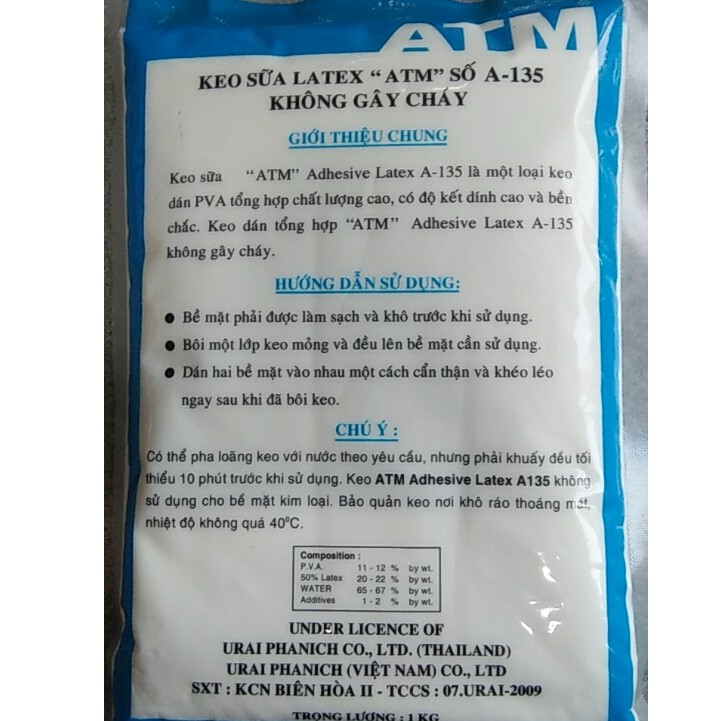 ATM
KEO SỮA LATEX “ATM” SỐ A-135
KHÔNG GÂY CHÁY
GIỚI THIỆU CHUNG
Keo sữa “ATM” Adhesive Latex A-135 là một loại keo
dán PVA tổng hợp chất lượng cao, có độ kết dính cao và bền
chắc. Keo dán tổng hợp “ATM” Adhesive Latex A-135
không gây cháy.
HƯỚNG DẪN SỬ DỤNG:
● Bề mặt phải được làm sạch và khô trước khi sử dụng.
● Bôi một lớp keo mỏng và đều lên bề mặt cần sử dụng.
● Dán hai bề mặt vào nhau một cách cẩn thận và khéo léo
ngay sau khi đã bôi keo.
CHÚ Ý :
Có thể pha loãng keo với nước theo yêu cầu, nhưng phải khuấy đều tối
thiểu 10 phút trước khi sử dụng. Keo ATM Adhesive Latex A135 không
sử dụng cho bề mặt kim loại. Bảo quản keo nơi khô ráo thoáng mát,
nhiệt độ không quá 40⁰C.
Composition :
P.V.A. 11 - 12 % by wt.
50% Latex 20 - 22 % by wt.
WATER 65 - 67 % by wt.
Additives 1 - 2 % by wt.
UNDER LICENCE OF
URAI PHANICH CO., LTD. (THAILAND)
URAI PHANICH (VIỆT NAM) CO., LTD
SXT : KCN BIÊN HÒA II - TCCS : 07.URAI-2009
TRỌNG LƯỢNG : 1 KG